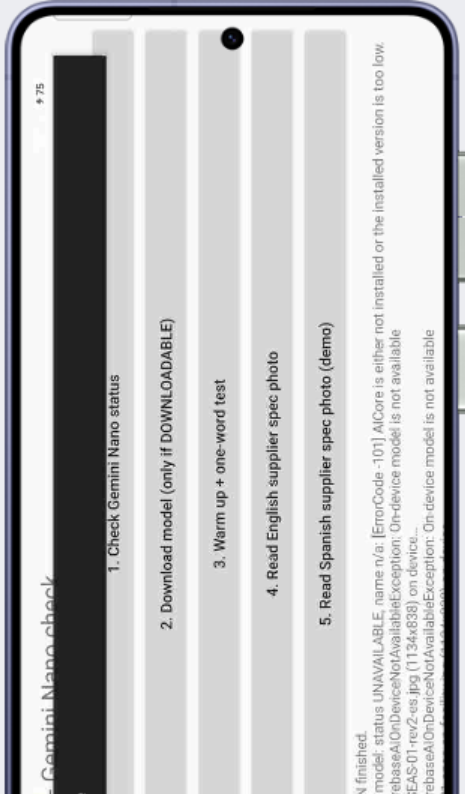 75
Gemini Nano check
1. Check Gemini Nano status
2. Download model (only if DOWNLOADABLE)
3. Warm up + one-word test
4. Read English supplier spec photo
5. Read Spanish supplier spec photo (demo)
finished.
model: status UNAVAILABLE, name n/a: [ErrorCode -101] AICore is either not installed or the installed version is too low.
rebaseAIOnDeviceNotAvailableException: On-device model is not available
EAS-01-rev2-es.jpg (1134x838) on device...
rebaseAIOnDeviceNotAvailableException: On-device model is not available